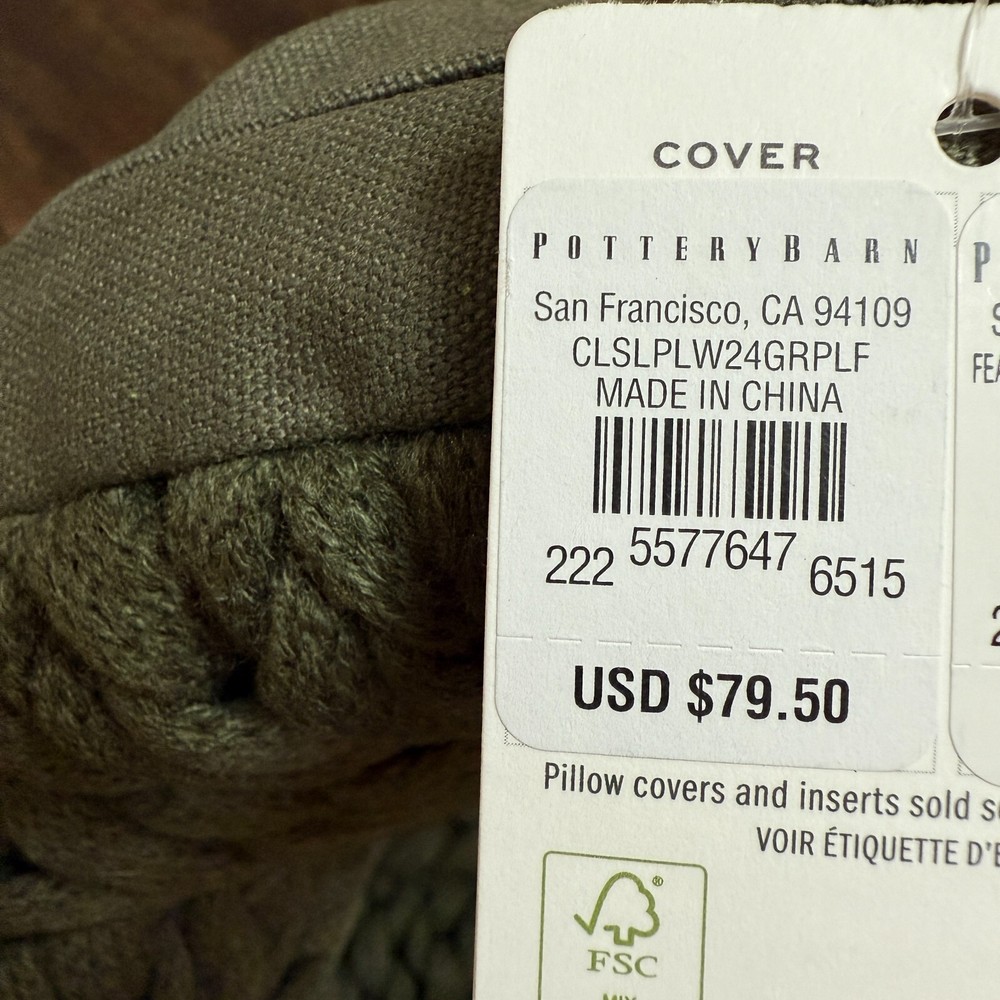 COVER
POTTERYBARN
San Francisco, CA 94109
CLSLPLW24GRPLF
MADE IN CHINA
222 5577647 6515
USD $79.50
Pillow covers and inserts sold
VOIR ÉTIQUETTE
FSC